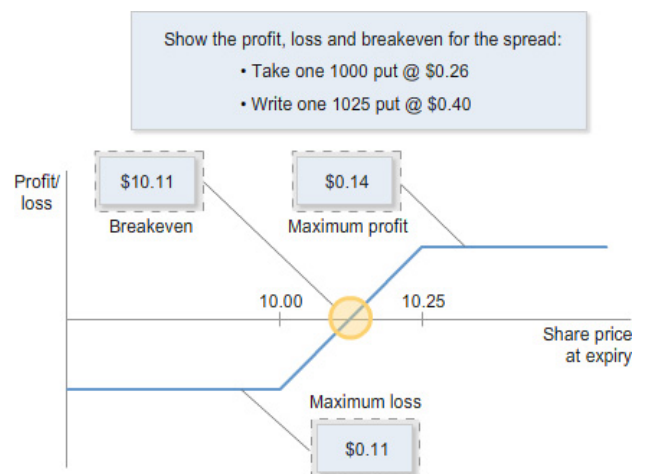 Show the profit, loss and breakeven for the spread:
• Take one 1000 put @ $0.26
• Write one 1025 put @ $0.40
Profit/
loss
$10.11
Breakeven
$0.14
Maximum profit
10.00
10.25
Share price
at expiry
Maximum loss
$0.11